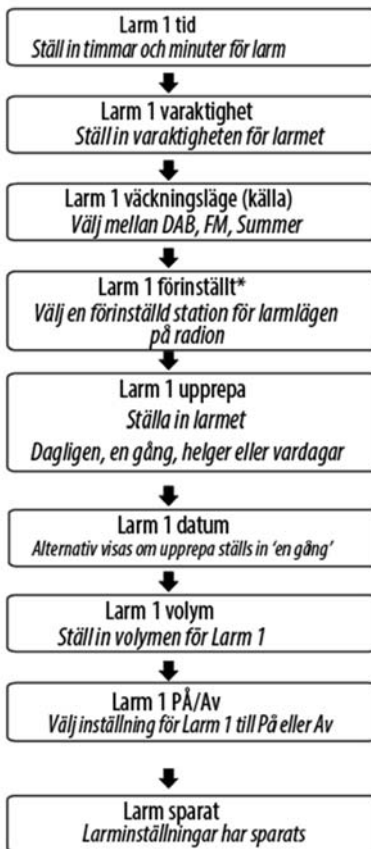 Larm 1 tid
Ställ in timmar och minuter för larm
Larm 1 varaktighet
Ställ in varaktigheten för larmet
Larm 1 väckningsläge (källa)
Välj mellan DAB, FM, Summer
Larm 1 förinställt*
Välj en förinställd station för larmlägen
på radion
Larm 1 upprepa
Ställa in larmet
Dagligen, en gång, helger eller vardagar
Larm 1 datum
Alternativ visas om upprepa ställs in ‘en gång’
Larm 1 volym
Ställ in volymen för Larm 1
Larm 1 PÅ/Av
Välj inställning för Larm 1 till På eller Av
Larm sparat
Larminställningar har sparats